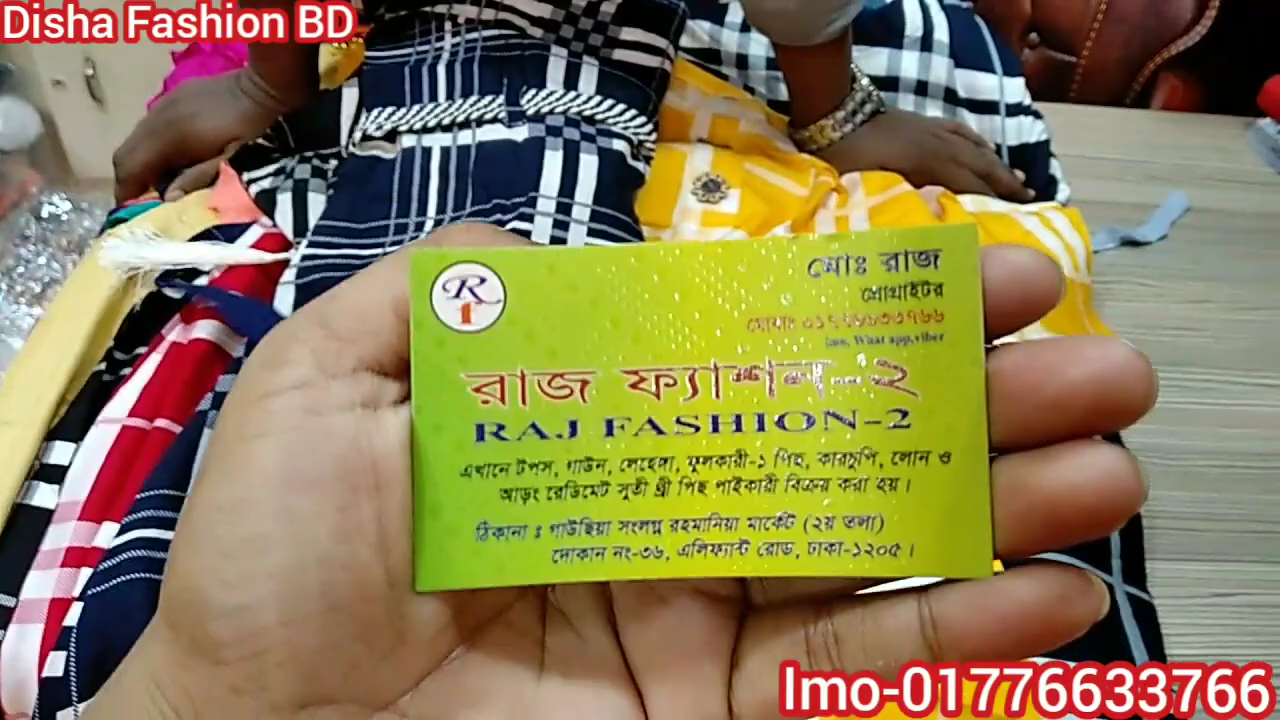 Disha Fashion BD
R
1
মোঃ রাজ
প্রোপ্রাইটর
মোবাঃ ০১৭৭৬৬৩৩৭৬৬
imo, What app,viber
রাজ ফ্যাশন-২
RAJ FASHION-2
এখানে টপস, গাউন, লেহেঙ্গা, ফুলকারী-১ পিছ, কারচুপি, লোন ও
আড়ং রেডিমেট সুতী থ্রী পিছ পাইকারী বিক্রয় করা হয়।
ঠিকানা ঃ গাউছিয়া সংলগ্ন রহমানিয়া মার্কেট (২য় তলা)
দোকান নং-৩৬, এলিফ্যান্ট রোড, ঢাকা-১২০৫।
Imo-01776633766